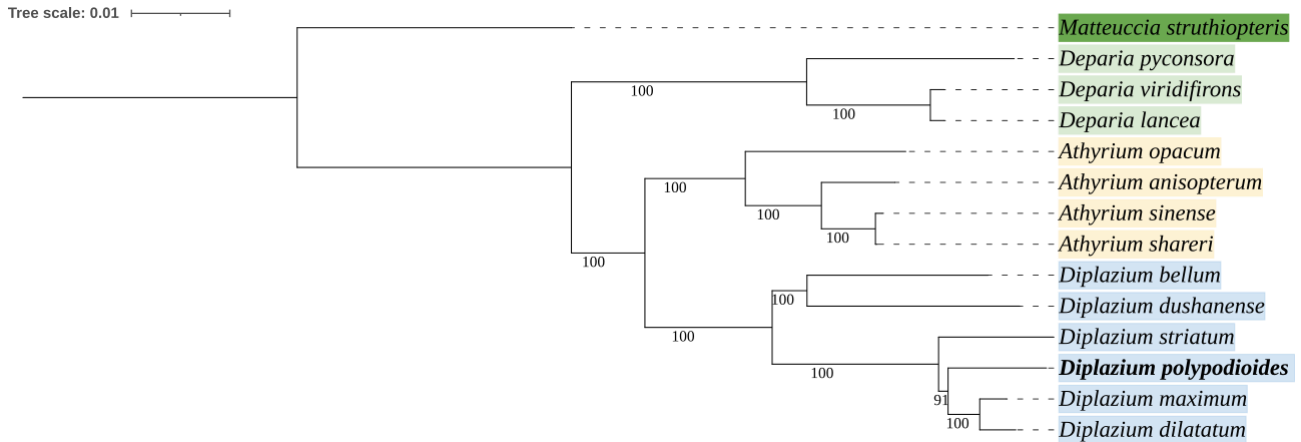 Tree scale: 0.01
Matteuccia struthiopteris
Deparia pyconsora
100
Deparia viridifirons
100
Deparia lancea
Athyrium opacum
100
Athyrium anisopterum
100
Athyrium sinense
100
Athyrium shareri
100
Diplazium bellum
100
Diplazium dushanense
100
Diplazium striatum
100
Diplazium polypodioides
91
Diplazium maximum
100
Diplazium dilatatum